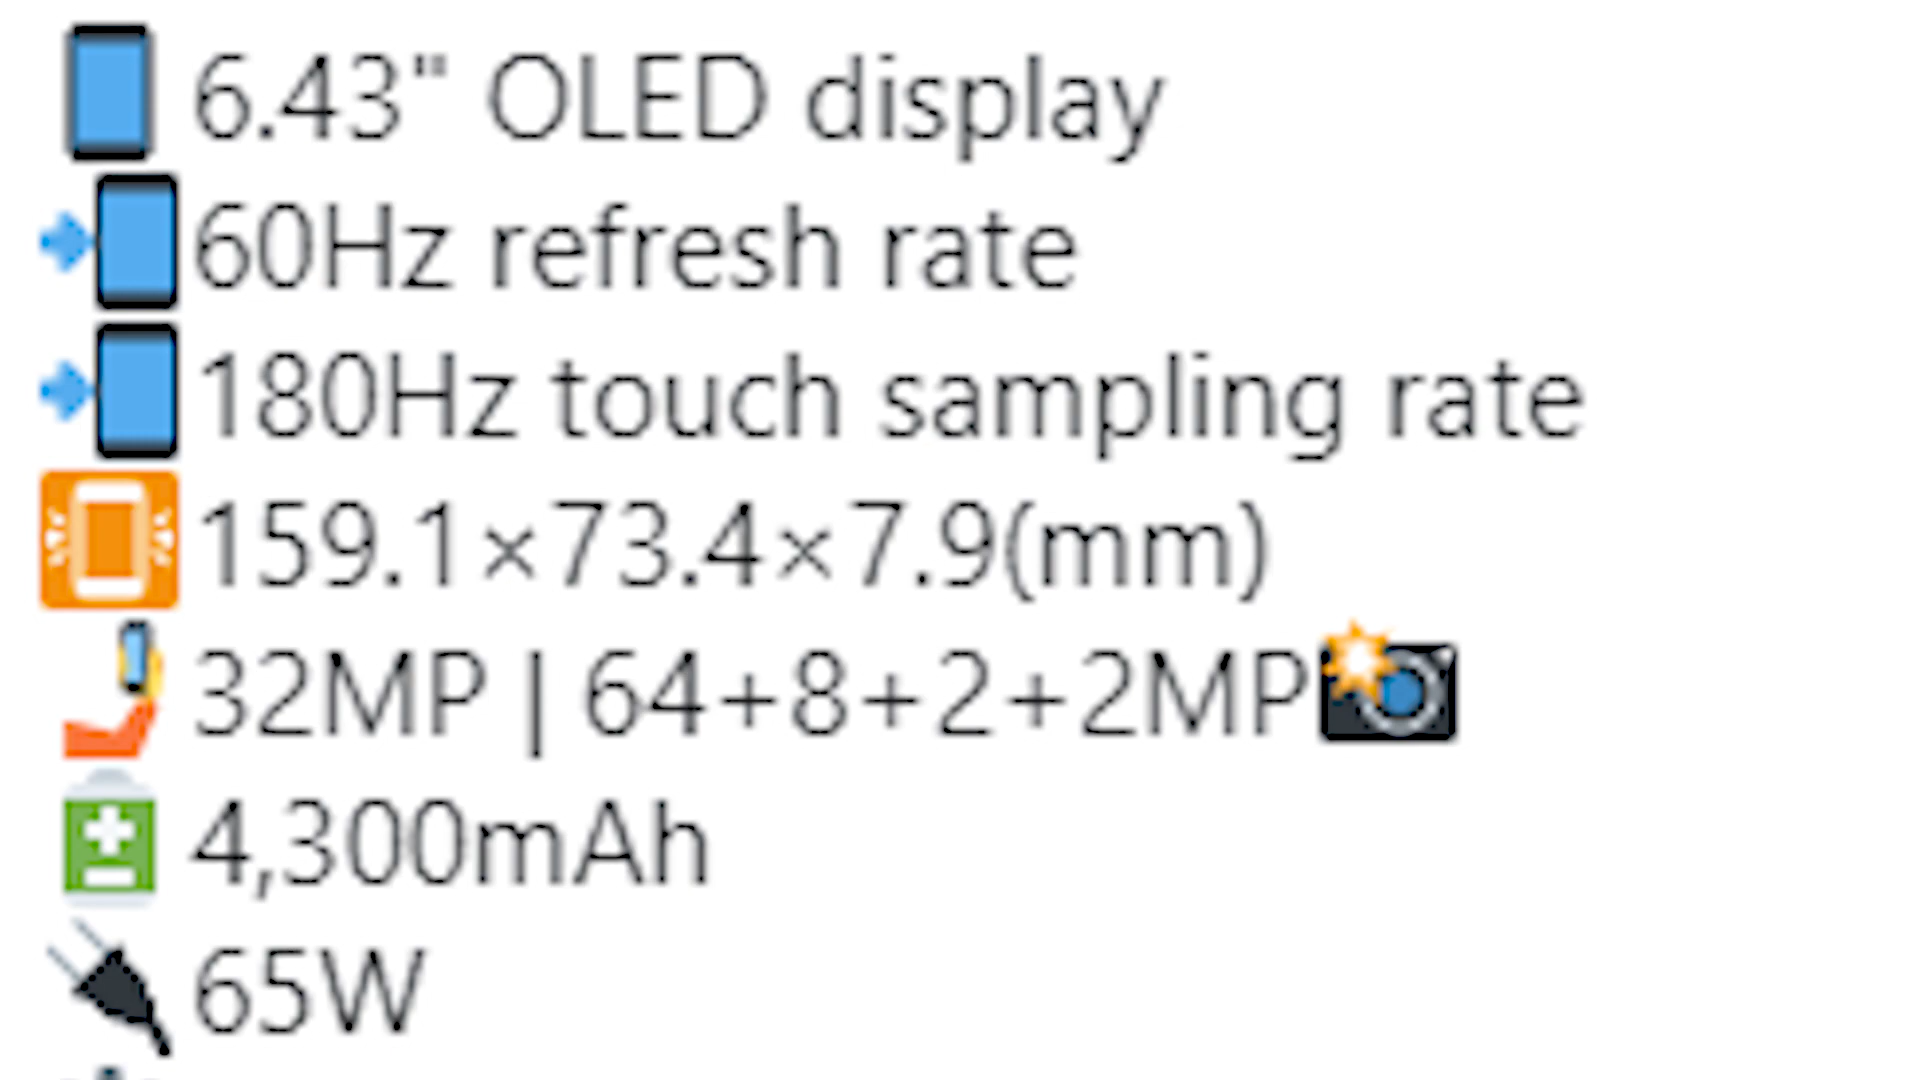 6.43" OLED display
60Hz refresh rate
180Hz touch sampling rate
159.1×73.4×7.9(mm)
32MP | 64+8+2+2MP
4,300mAh
65W